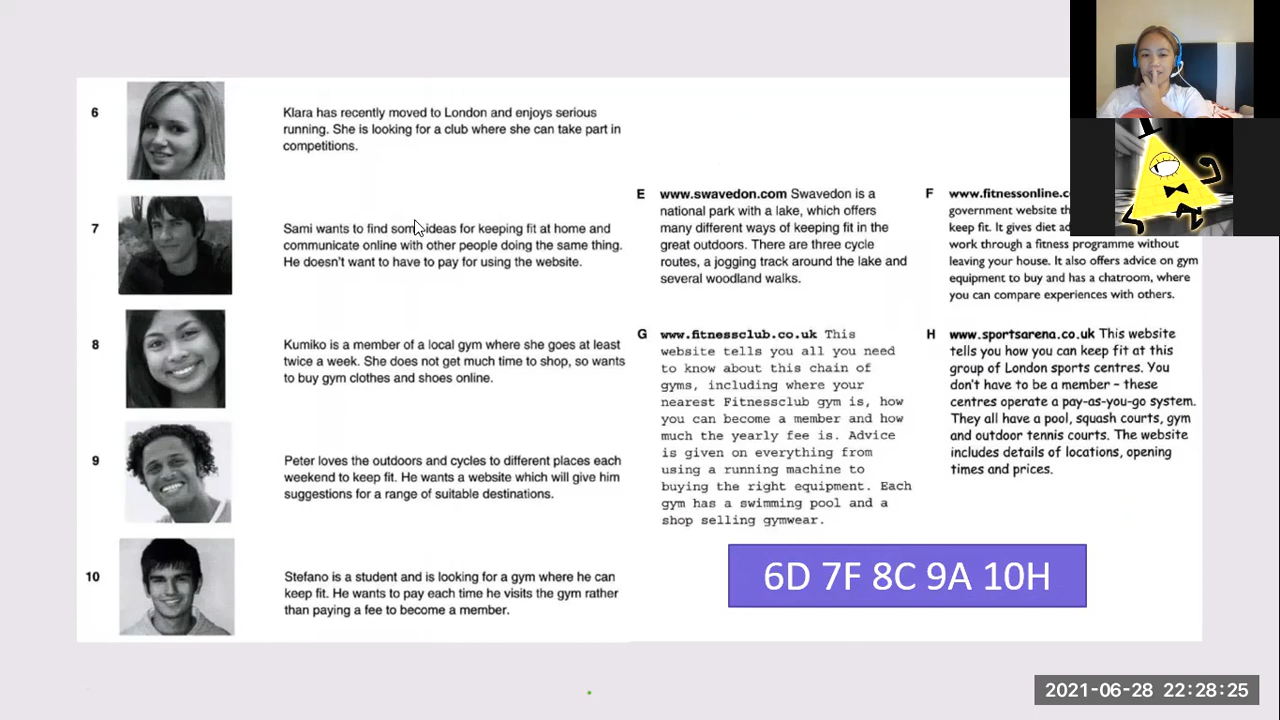 6
Klara has recently moved to London and enjoys serious
running. She is looking for a club where she can take part in
competitions.
7
Sami wants to find some ideas for keeping fit at home and
communicate online with other people doing the same thing.
He doesn't want to have to pay for using the website.
8
Kumiko is a member of a local gym where she goes at least
twice a week. She does not get much time to shop, so wants
to buy gym clothes and shoes online.
9
Peter loves the outdoors and cycles to different places each
weekend to keep fit. He wants a website which will give him
suggestions for a range of suitable destinations.
10
Stefano is a student and is looking for a gym where he can
keep fit. He wants to pay each time he visits the gym rather
than paying a fee to become a member.
E www.swavedon.com Swavedon is a
national park with a lake, which offers
many different ways of keeping fit in the
great outdoors. There are three cycle
routes, a jogging track around the lake and
several woodland walks.
F www.fitnessonline.c
government website th
keep fit. It gives diet ad
work through a fitness programme without
leaving your house. It also offers advice on gym
equipment to buy and has a chatroom, where
you can compare experiences with others.
G www.fitnessclub.co.uk This
website tells you all you need
to know about this chain of
gyms, including where your
nearest Fitnessclub gym is, how
you can become a member and how
much the yearly fee is. Advice
is given on everything from
using a running machine to
buying the right equipment. Each
gym has a swimming pool and a
shop selling gymwear.
H www.sportsarena.co.uk This website
tells you how you can keep fit at this
group of London sports centres. You
don't have to be a member – these
centres operate a pay-as-you-go system.
They all have a pool, squash courts, gym
and outdoor tennis courts. The website
includes details of locations, opening
times and prices.
6D 7F 8C 9A 10H
2021-06-28 22:28:25